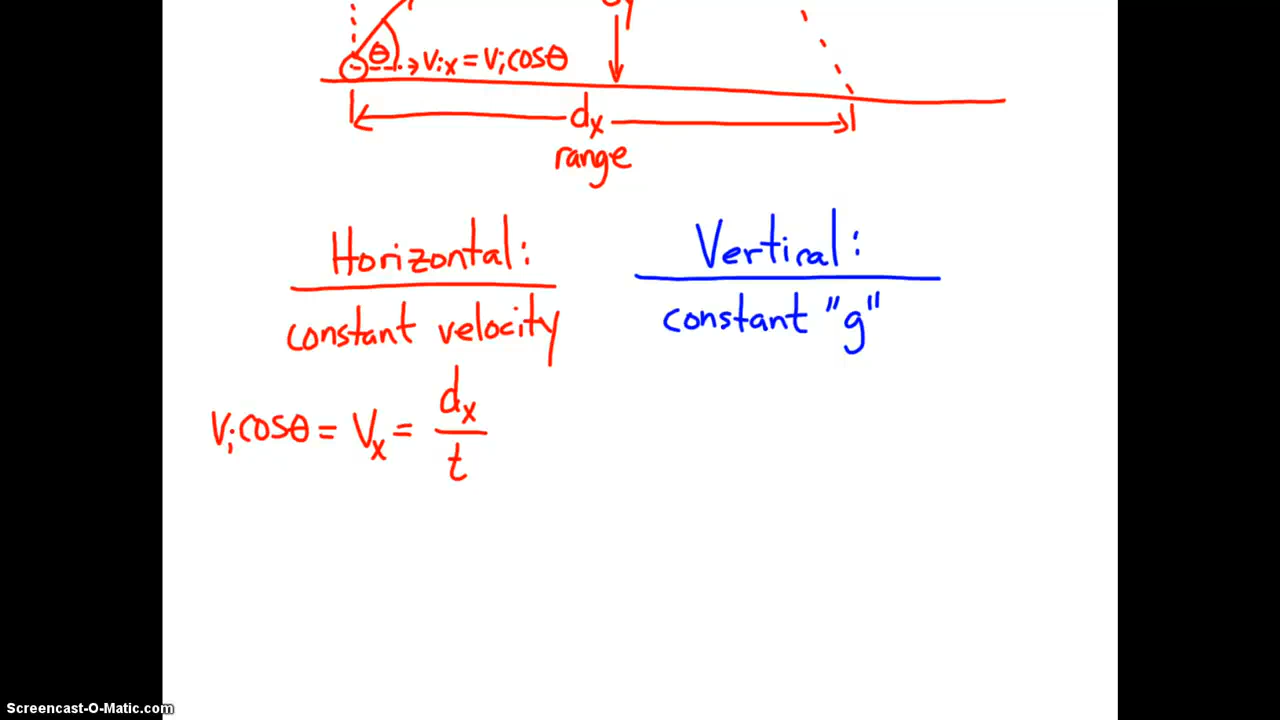 θ
vix = vi cosθ
dx
range
Horizontal:
constant velocity
vi cosθ = Vx = dx/t
Vertical:
constant "g"
Screencast-O-Matic.com